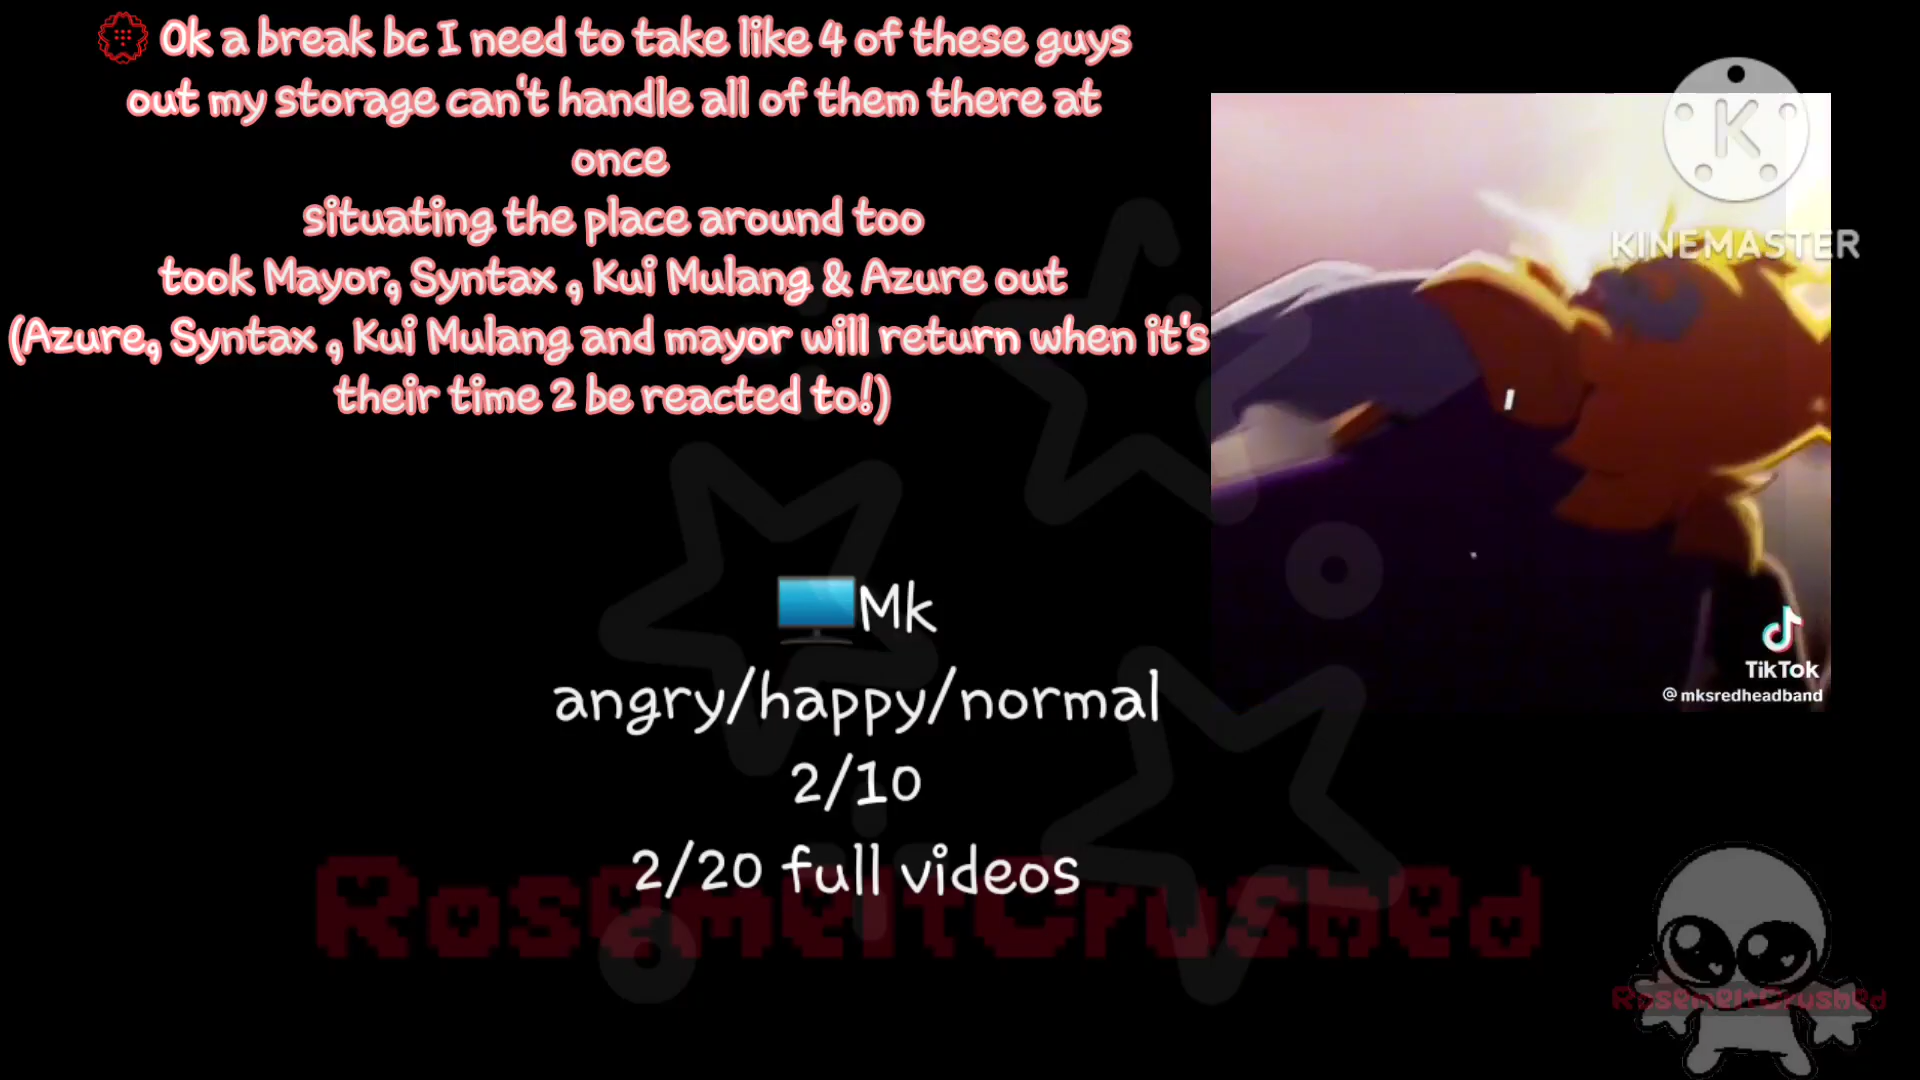 Ok a break bc I need to take like 4 of these guys
out my storage can't handle all of them there at
once
situating the place around too
took Mayor, Syntax , Kui Mulang & Azure out
(Azure, Syntax , Kui Mulang and mayor will return when it's
their time 2 be reacted to!)
K
KINEMASTER
I
TikTok
@mksredheadband
Mk
angry/happy/normal
2/10
2/20 full videos
RosemeltCrushed
RosemeltCrushed